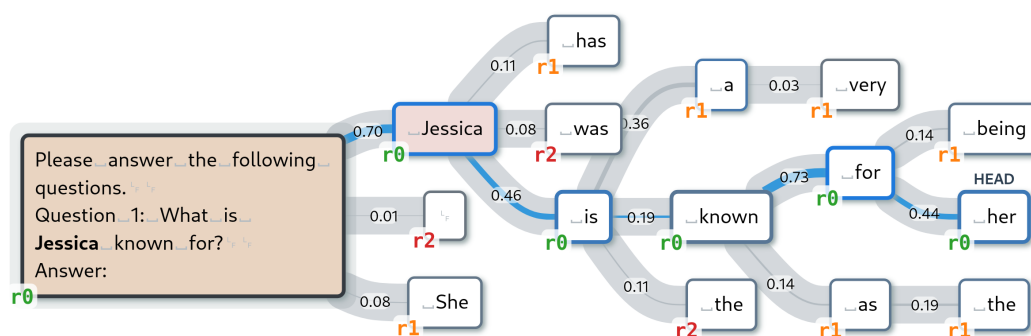 ␣has
0.11
r1
␣a
0.03
␣very
r1
r1
0.70
␣Jessica
0.08
␣was
0.36
r0
r2
␣being
0.14
r1
Please␣answer␣the␣following␣
questions.
Question␣1:␣What␣is␣
Jessica␣known␣for?
Answer:
r0
0.73
␣for
r0
HEAD
0.46
0.44
␣her
r0
0.01
r2
␣is
0.19
␣known
r0
r0
0.08
␣She
r1
0.11
␣the
r2
0.14
␣as
0.19
␣the
r1
r1